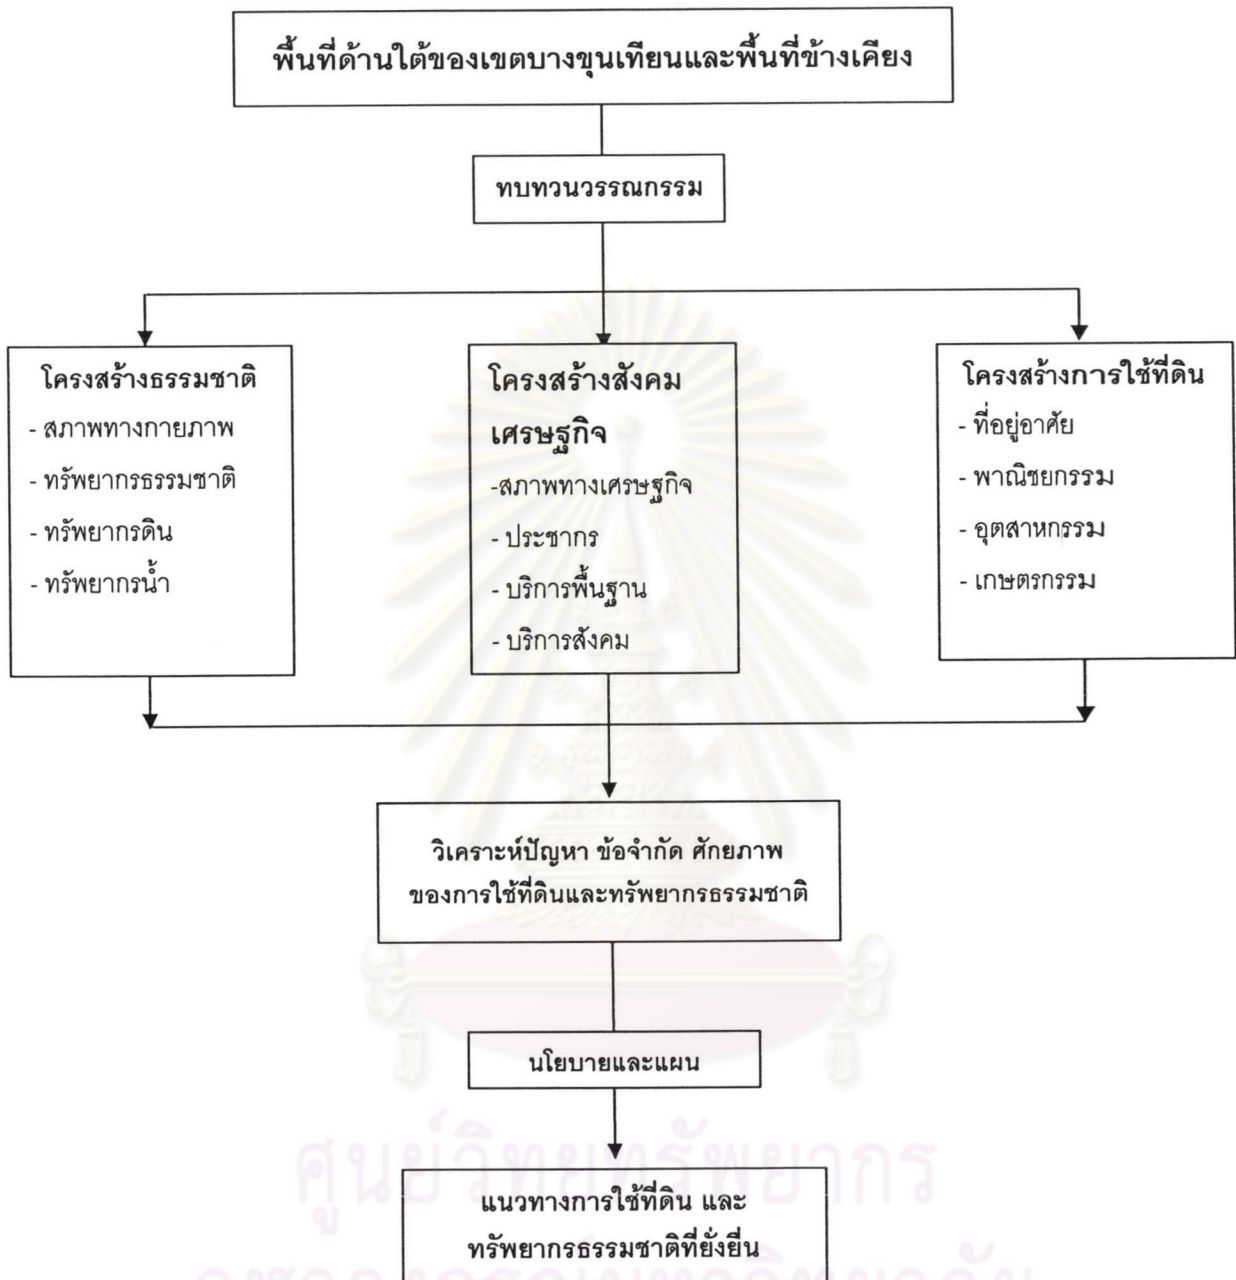 พื้นที่ด้านใต้ของเขตบางขุนเทียนและพื้นที่ข้างเคียง
ทบทวนวรรณกรรม
โครงสร้างธรรมชาติ
- สภาพทางกายภาพ
- ทรัพยากรธรรมชาติ
- ทรัพยากรดิน
- ทรัพยากรน้ำ
โครงสร้างสังคม
เศรษฐกิจ
-สภาพทางเศรษฐกิจ
- ประชากร
- บริการพื้นฐาน
- บริการสังคม
โครงสร้างการใช้ที่ดิน
- ที่อยู่อาศัย
- พาณิชยกรรม
- อุตสาหกรรม
- เกษตรกรรม
วิเคราะห์ปัญหา ข้อจำกัด ศักยภาพ
ของการใช้ที่ดินและทรัพยากรธรรมชาติ
นโยบายและแผน
แนวทางการใช้ที่ดิน และ
ทรัพยากรธรรมชาติที่ยั่งยืน
ศูนย์วิทยทรัพยากร
จุฬาลงกรณ์มหาวิทยาลัย